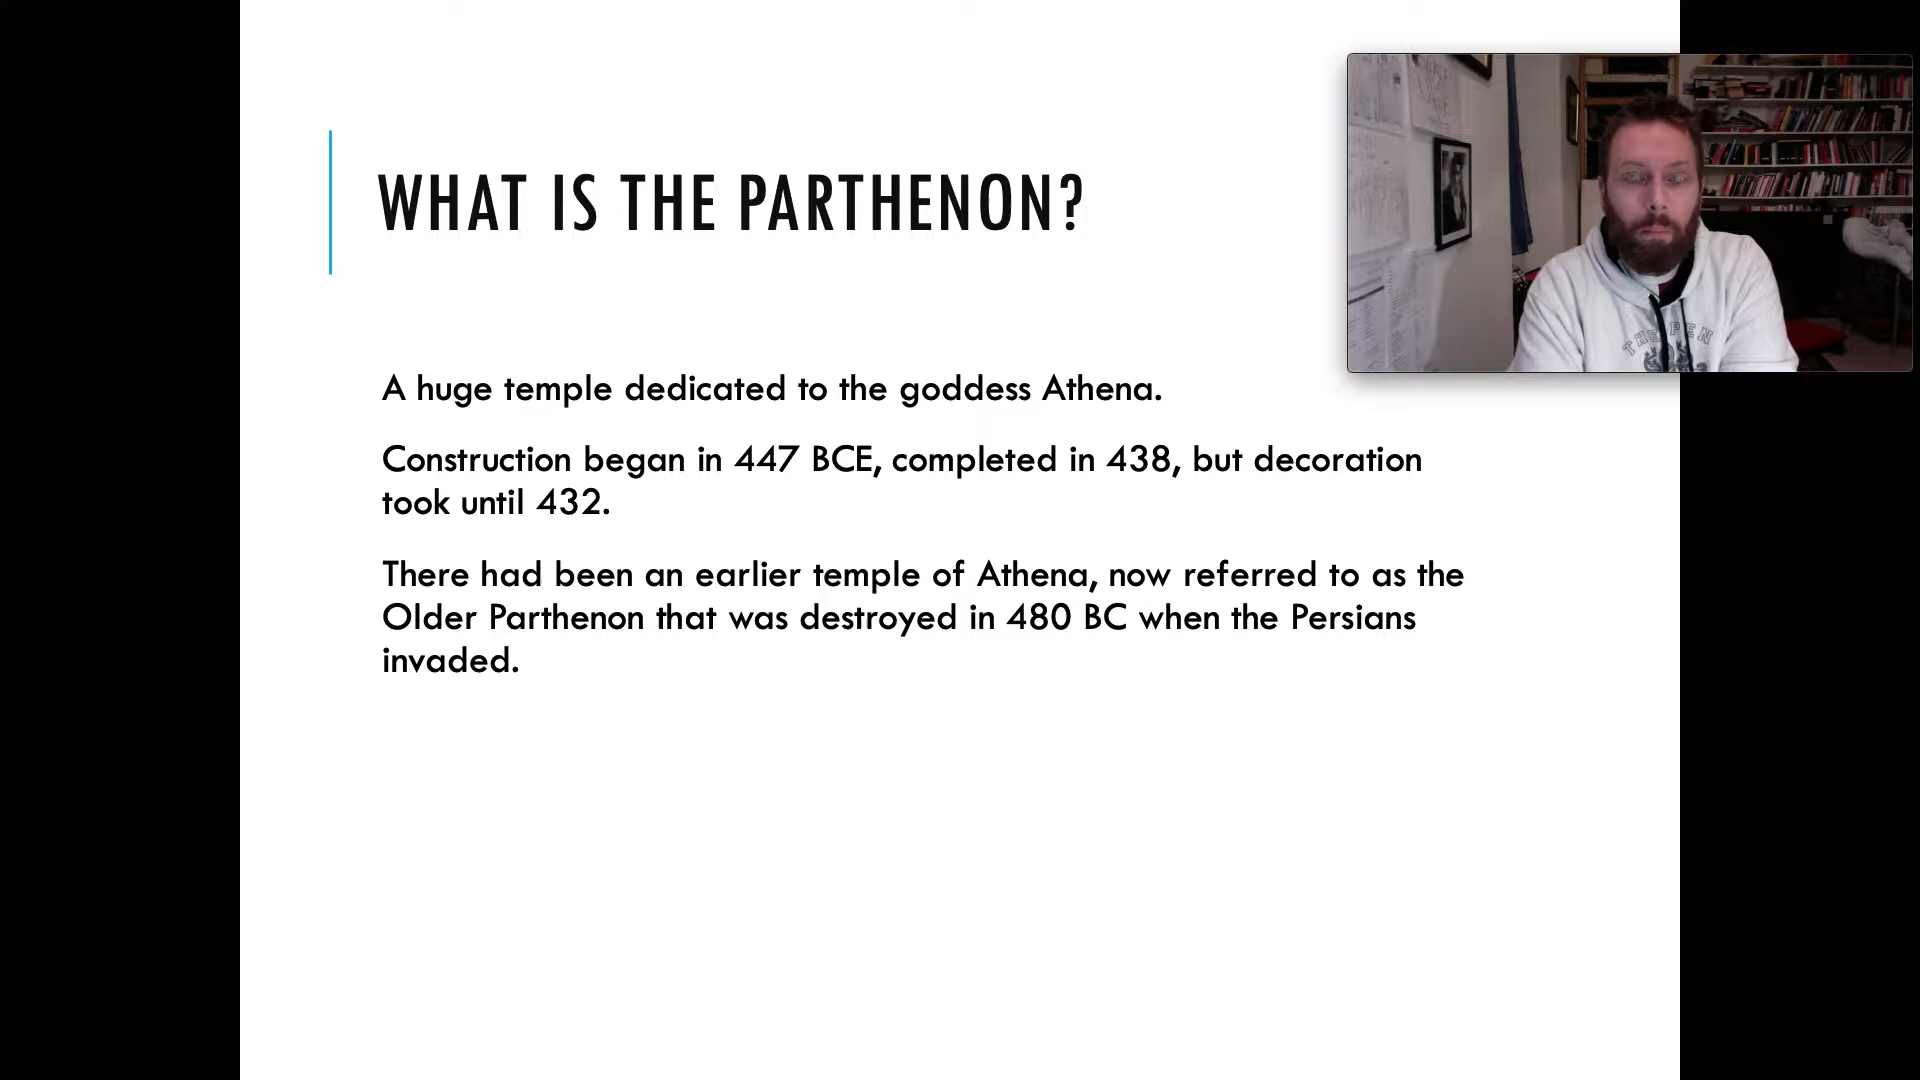 WHAT IS THE PARTHENON?
A huge temple dedicated to the goddess Athena.
Construction began in 447 BCE, completed in 438, but decoration
took until 432.
There had been an earlier temple of Athena, now referred to as the
Older Parthenon that was destroyed in 480 BC when the Persians
invaded.
THE PEN